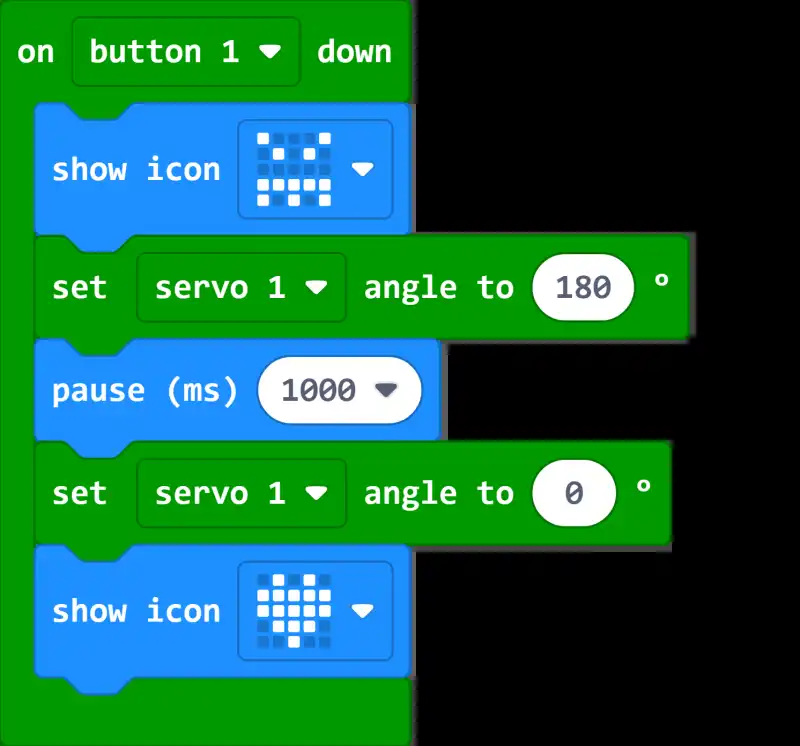 on button 1 down
show icon
set servo 1 angle to 180 °
pause (ms) 1000
set servo 1 angle to 0 °
show icon